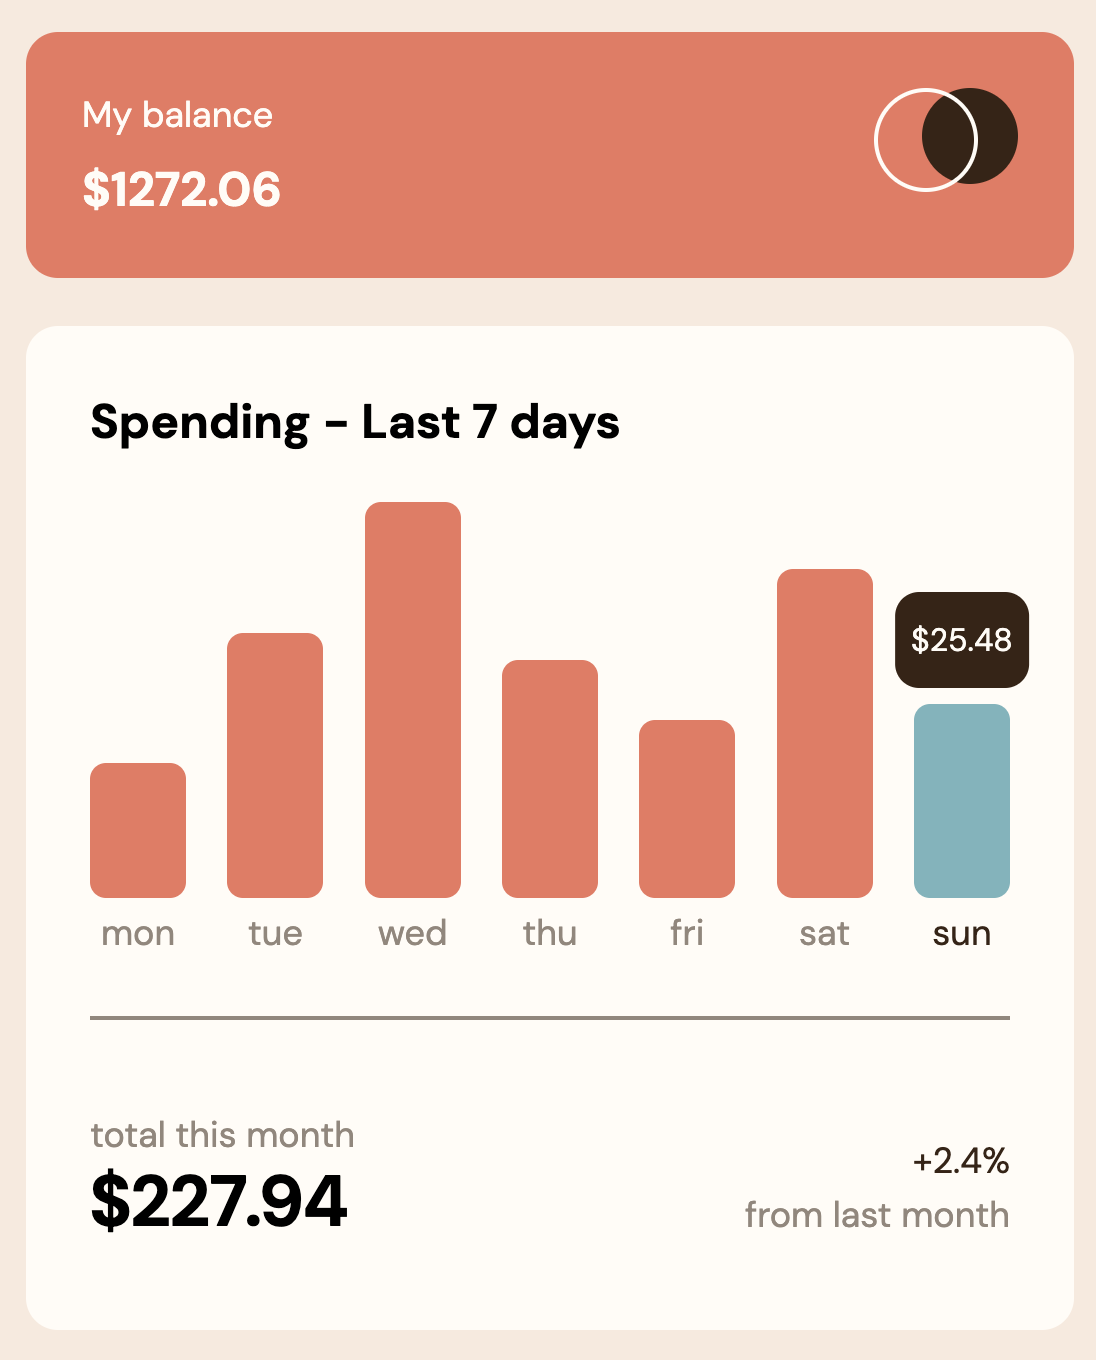 My balance
$1272.06
Spending – Last 7 days
$25.48
mon tue wed thu fri sat sun
total this month
$227.94
+2.4%
from last month